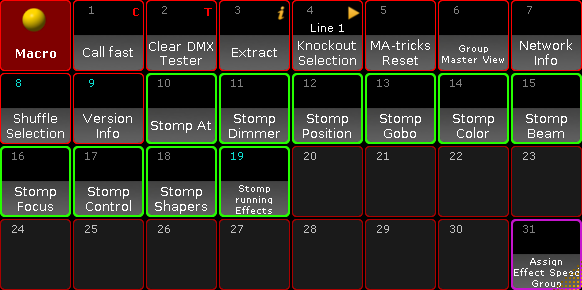 Macro
1 C
Call fast
2 T
Clear DMX
Tester
3 i
Extract
4
Line 1
Knockout
Selection
5
MA-tricks
Reset
6
Group
Master View
7
Network
Info
8
Shuffle
Selection
9
Version
Info
10
Stomp At
11
Stomp
Dimmer
12
Stomp
Position
13
Stomp
Gobo
14
Stomp
Color
15
Stomp
Beam
16
Stomp
Focus
17
Stomp
Control
18
Stomp
Shapers
19
Stomp
running
Effects
20
21
22
23
24
25
26
27
28
29
30
31
Assign
Effect Speed
Group